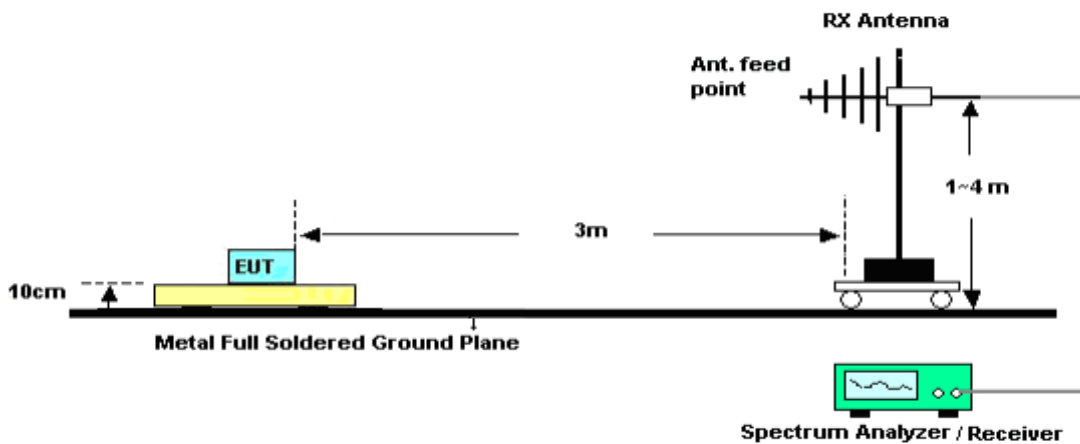 RX Antenna
Ant. feed
point
1~4 m
3m
EUT
10cm
Metal Full Soldered Ground Plane
Spectrum Analyzer / Receiver